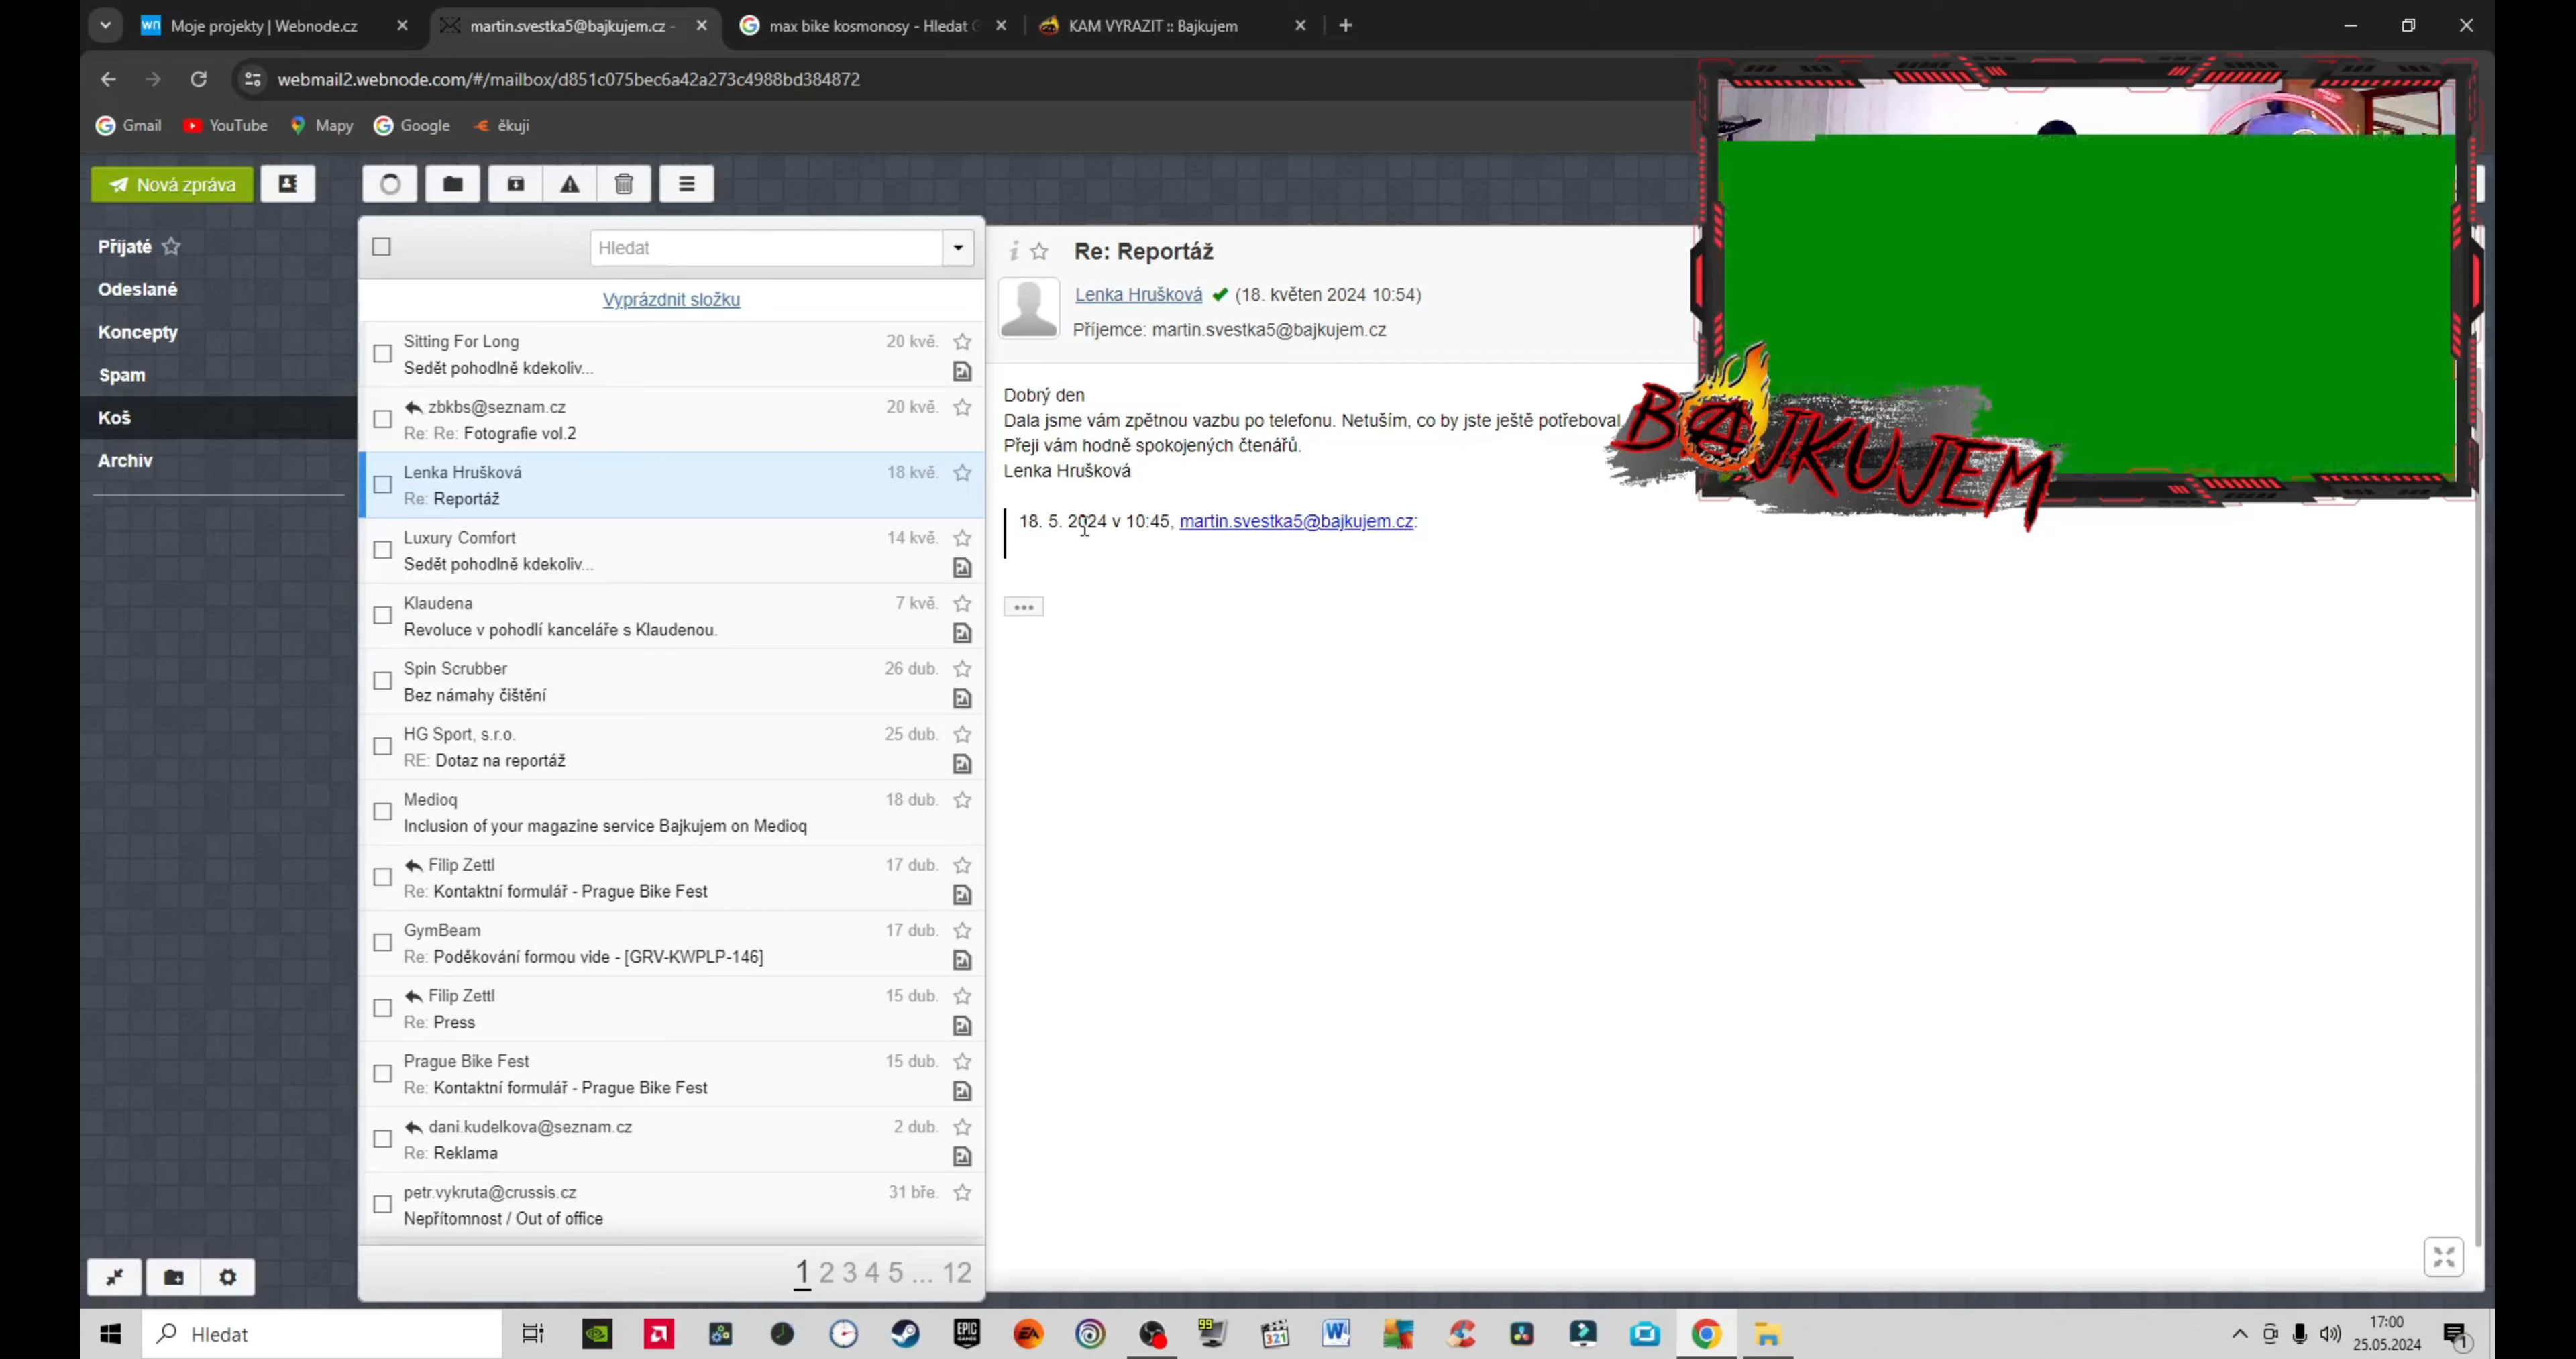 Moje projekty | Webnode.cz
martin.svestka5@bajkujem.cz -
max bike kosmonosy - Hledat G
KAM VYRAZIT :: Bajkujem
webmail2.webnode.com/#/mailbox/d851c075bec6a42a273c4988bd384872
Gmail YouTube Mapy Google ěkuji
Nová zpráva
Přijaté
Odeslané
Koncepty
Spam
Koš
Archiv
Hledat
Vyprázdnit složku
Sitting For Long 20 kvě.
Sedět pohodlně kdekoliv...
zbkbs@seznam.cz 20 kvě.
Re: Re: Fotografie vol.2
Lenka Hrušková 18 kvě.
Re: Reportáž
Luxury Comfort 14 kvě.
Sedět pohodlně kdekoliv...
Klaudena 7 kvě.
Revoluce v pohodlí kanceláře s Klaudenou.
Spin Scrubber 26 dub.
Bez námahy čištění
HG Sport, s.r.o. 25 dub.
RE: Dotaz na reportáž
Medioq 18 dub.
Inclusion of your magazine service Bajkujem on Medioq
Filip Zettl 17 dub.
Re: Kontaktní formulář - Prague Bike Fest
GymBeam 17 dub.
Re: Poděkování formou vide - [GRV-KWPLP-146]
Filip Zettl 15 dub.
Re: Press
Prague Bike Fest 15 dub.
Re: Kontaktní formulář - Prague Bike Fest
dani.kudelkova@seznam.cz 2 dub.
Re: Reklama
petr.vykruta@crussis.cz 31 bře.
Nepřítomnost / Out of office
1 2 3 4 5 ... 12
Re: Reportáž
Lenka Hrušková (18. květen 2024 10:54)
Příjemce: martin.svestka5@bajkujem.cz
Dobrý den
Dala jsme vám zpětnou vazbu po telefonu. Netuším, co by jste ještě potřeboval.
Přeji vám hodně spokojených čtenářů.
Lenka Hrušková
18. 5. 2024 v 10:45, martin.svestka5@bajkujem.cz:
BAJKUJEM
Hledat
EPIC GAMES
EA
99
321
W
17:00
25.05.2024
1